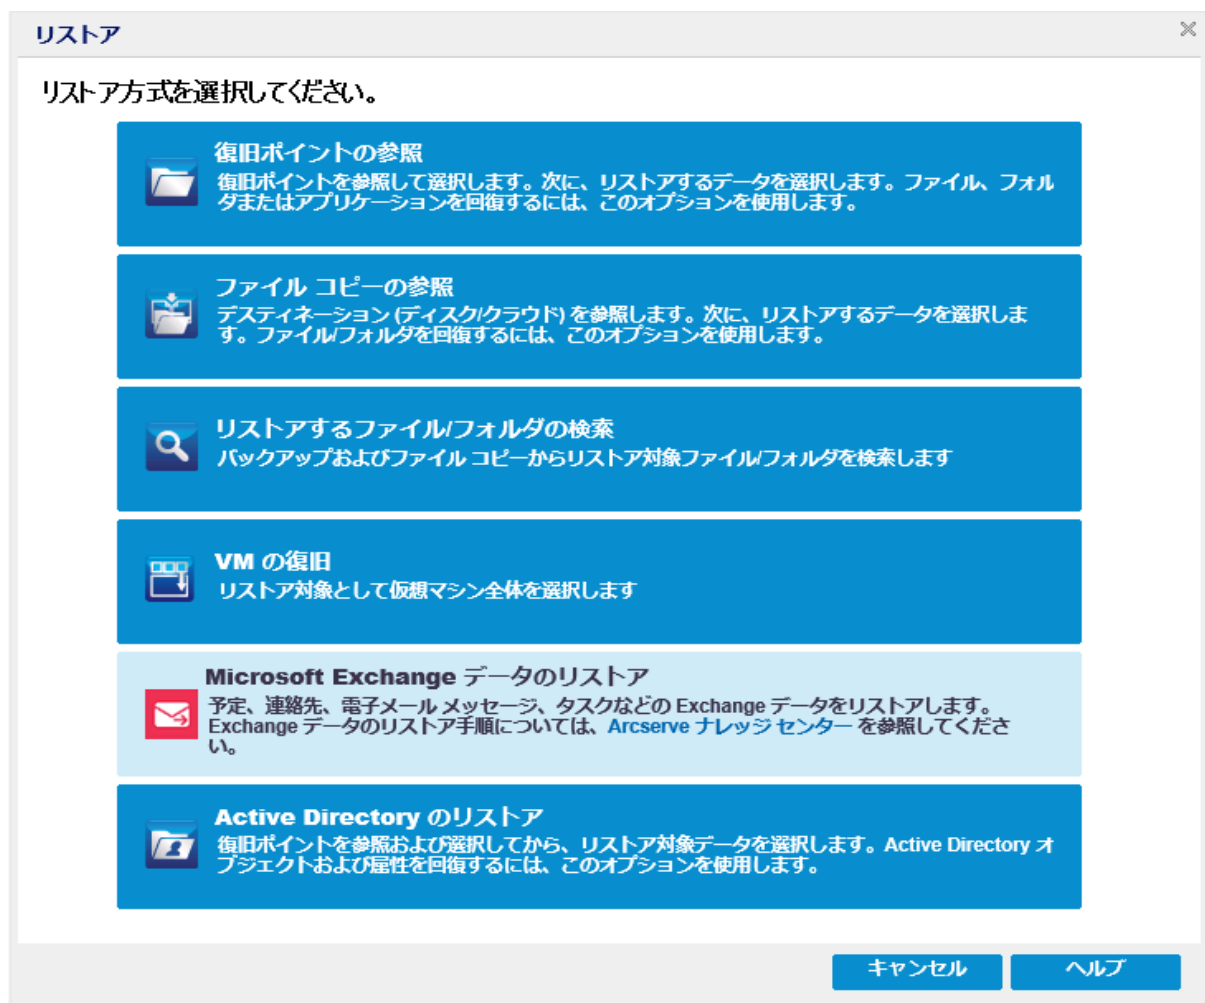 リストア
リストア方式を選択してください。
復旧ポイントの参照
復旧ポイントを参照して選択します。次に、リストアするデータを選択します。ファイル、フォル
ダまたはアプリケーションを回復するには、このオプションを使用します。
ファイル コピーの参照
デスティネーション (ディスク/クラウド) を参照します。次に、リストアするデータを選択しま
す。ファイル/フォルダを回復するには、このオプションを使用します。
リストアするファイル/フォルダの検索
バックアップおよびファイル コピーからリストア対象ファイル/フォルダを検索します
VM の復旧
リストア対象として仮想マシン全体を選択します
Microsoft Exchange データのリストア
予定、連絡先、電子メール メッセージ、タスクなどの Exchange データをリストアします。
Exchange データのリストア手順については、Arcserve ナレッジ センター を参照してくださ
い。
Active Directory のリストア
復旧ポイントを参照および選択してから、リストア対象データを選択します。Active Directory オ
ブジェクトおよび属性を回復するには、このオプションを使用します。
キャンセル
ヘルプ